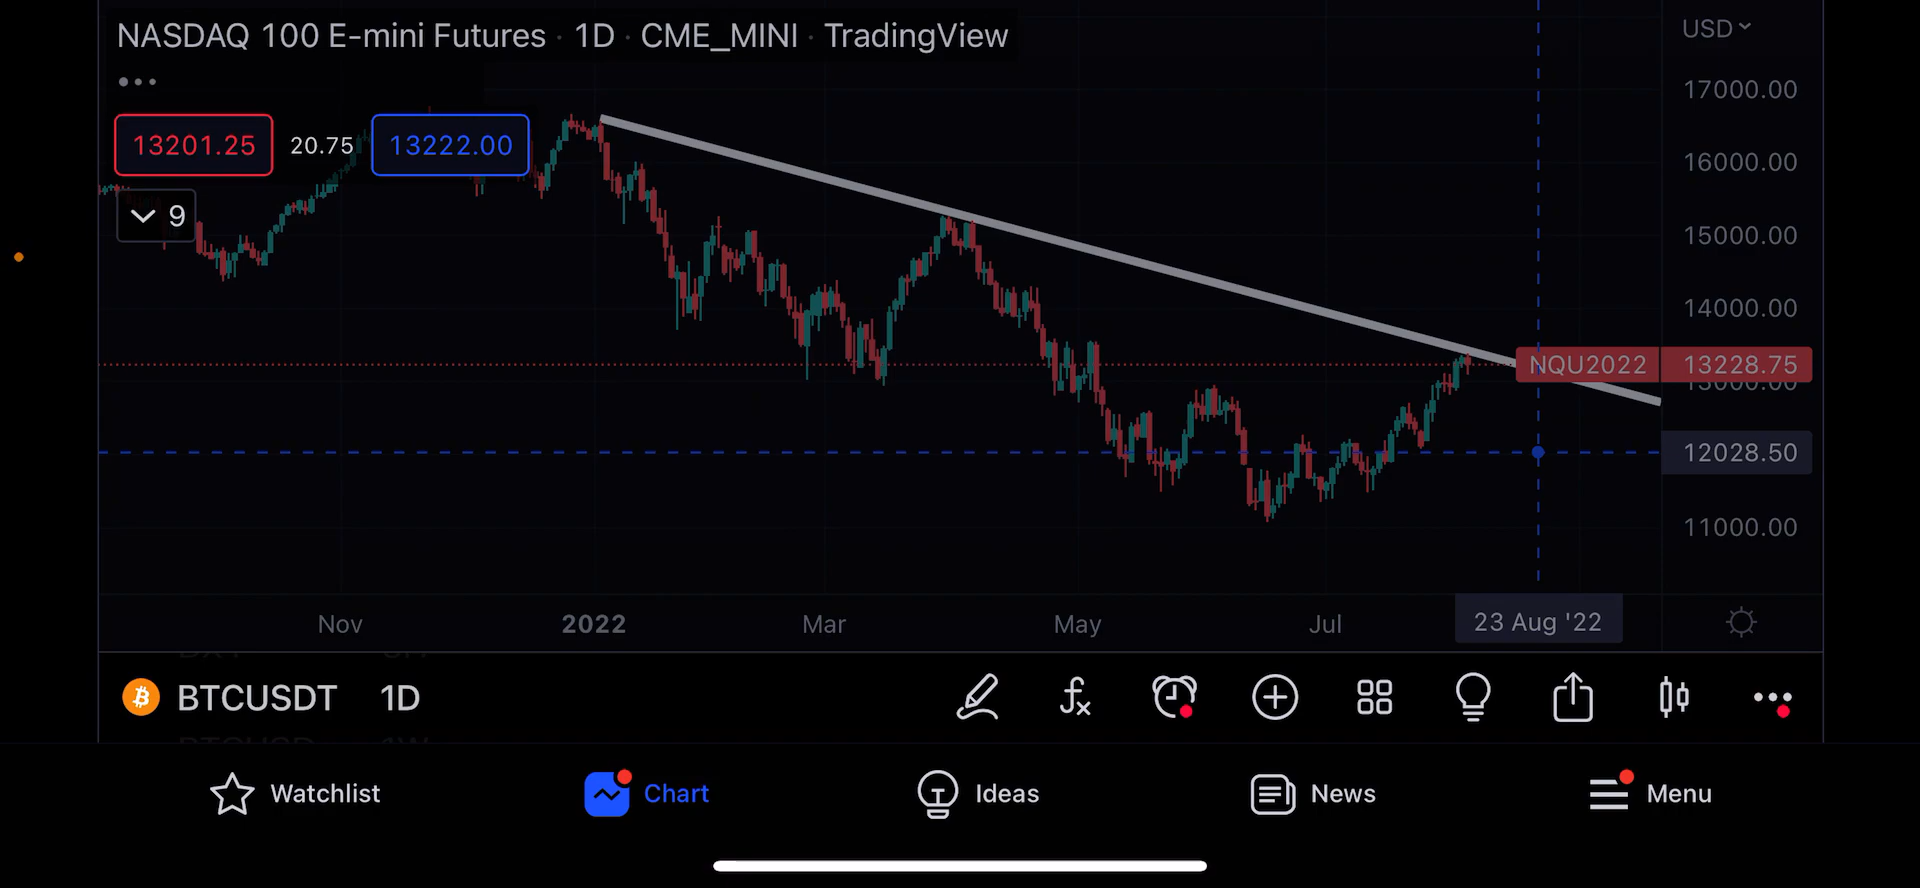 NASDAQ 100 E-mini Futures · 1D · CME_MINI · TradingView
USD
17000.00
13201.25 20.75 13222.00
16000.00
9
15000.00
14000.00
NQU2022 13228.75
13000.00
12028.50
11000.00
Nov 2022 Mar May Jul 23 Aug '22
BTCUSDT 1D
Watchlist Chart Ideas News Menu